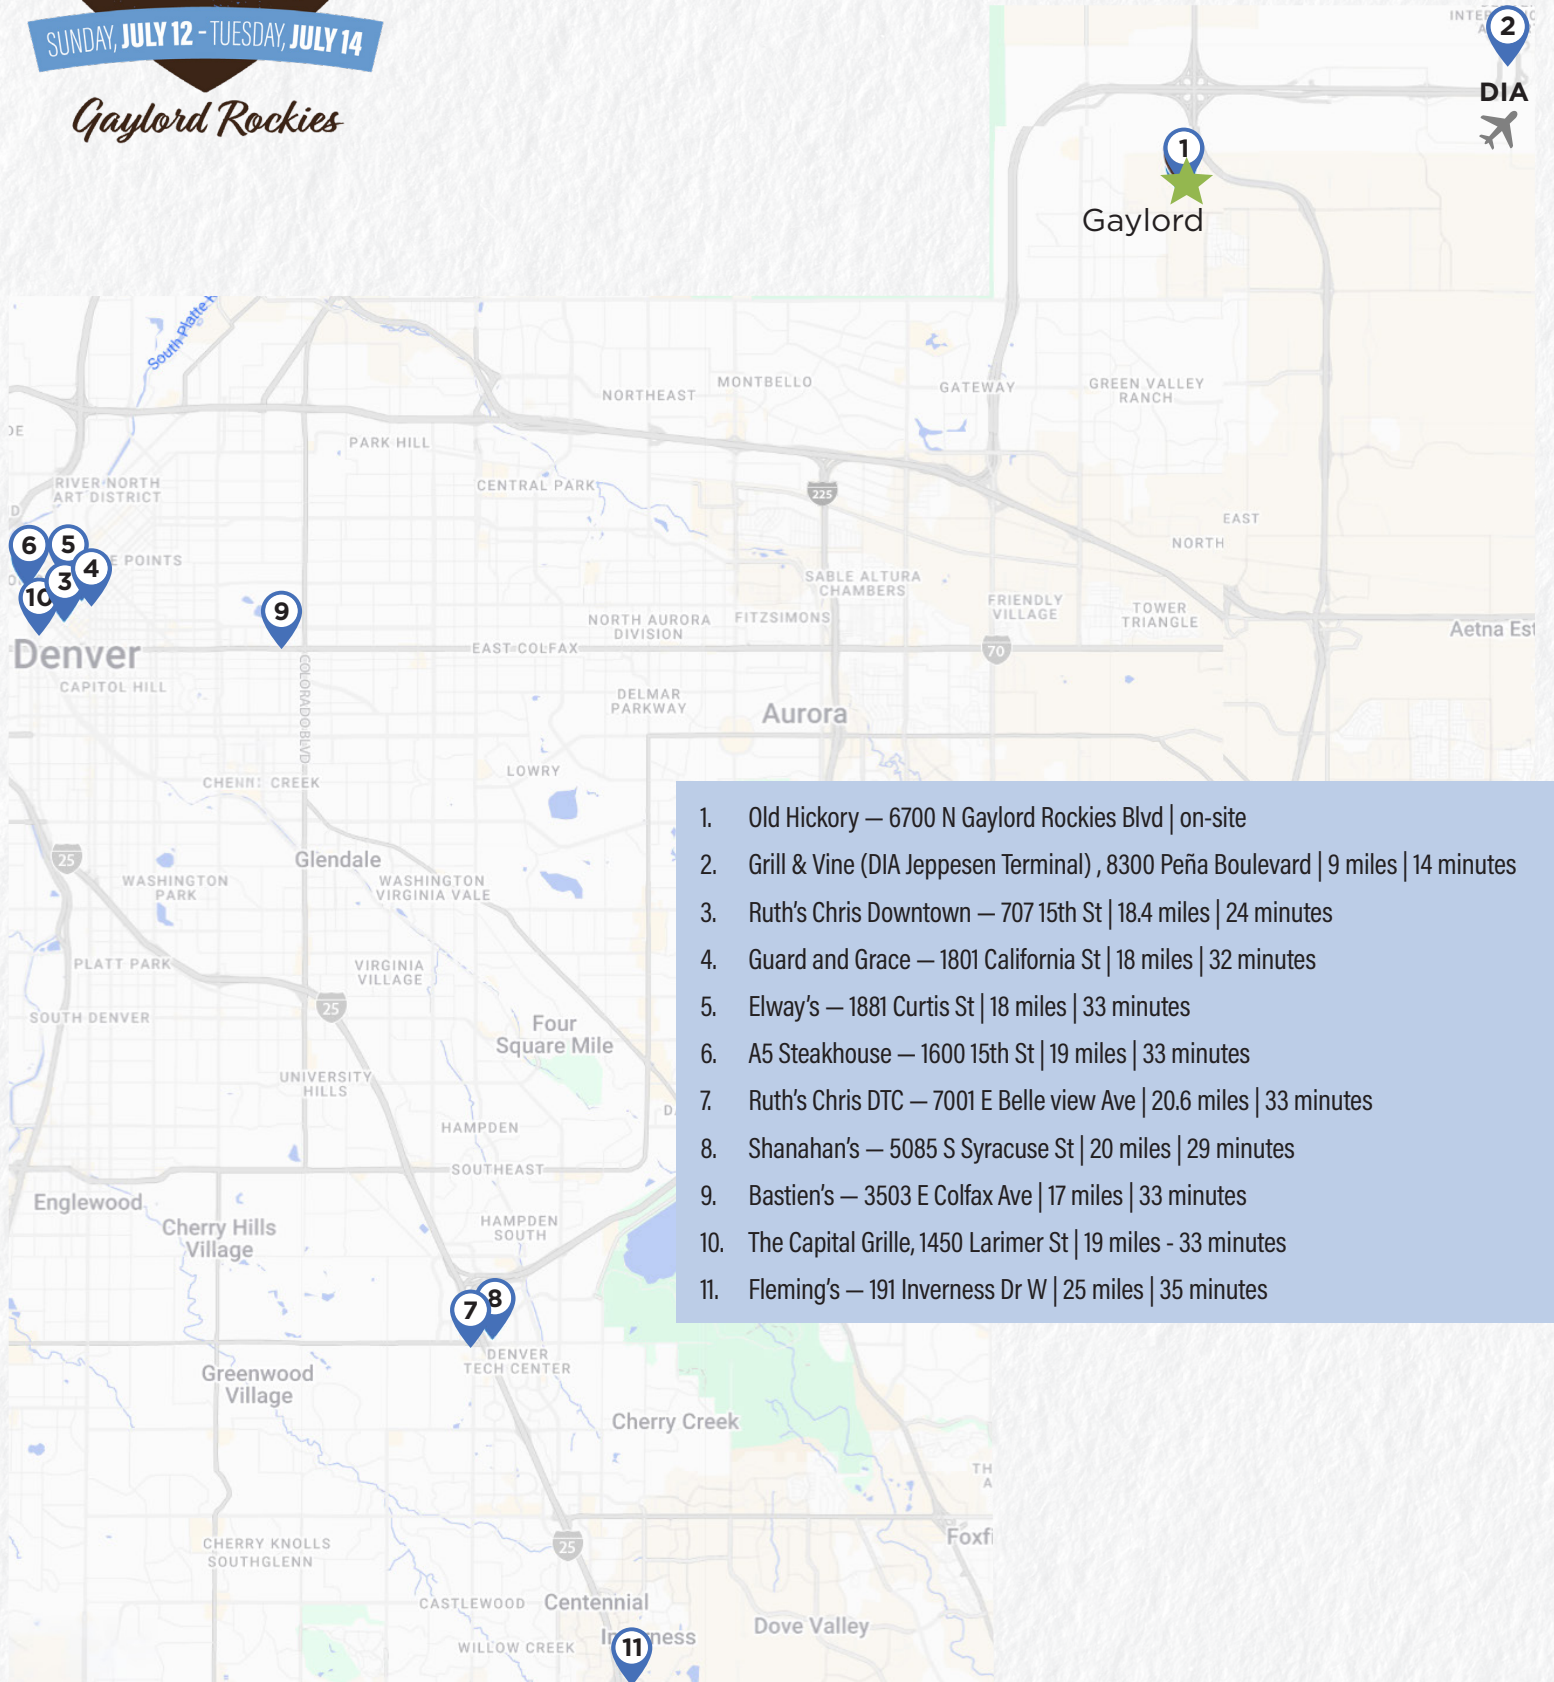 SUNDAY, JULY 12 – TUESDAY, JULY 14
Gaylord Rockies
2
DIA
1
Gaylord
South Platte
NORTHEAST
MONTBELLO
GATEWAY
GREEN VALLEY
RANCH
PARK HILL
RIVER NORTH
ART DISTRICT
CENTRAL PARK
225
EAST
NORTH
6
5
4
3
10
E POINTS
9
SABLE ALTURA
CHAMBERS
FRIENDLY
VILLAGE
TOWER
TRIANGLE
NORTH AURORA
DIVISION
FITZSIMONS
Aetna Est
Denver
EAST COLFAX
70
CAPITOL HILL
COLORADO BLVD
DELMAR
PARKWAY
Aurora
LOWRY
CREEK
25
Glendale
WASHINGTON
PARK
WASHINGTON
VIRGINIA VALE
PLATT PARK
VIRGINIA
VILLAGE
25
SOUTH DENVER
Four
Square Mile
UNIVERSITY
HILLS
HAMPDEN
SOUTHEAST
Englewood
Cherry Hills
Village
HAMPDEN
SOUTH
1. Old Hickory — 6700 N Gaylord Rockies Blvd | on-site
2. Grill & Vine (DIA Jeppesen Terminal) , 8300 Peña Boulevard | 9 miles | 14 minutes
3. Ruth's Chris Downtown — 707 15th St | 18.4 miles | 24 minutes
4. Guard and Grace — 1801 California St | 18 miles | 32 minutes
5. Elway's — 1881 Curtis St | 18 miles | 33 minutes
6. A5 Steakhouse — 1600 15th St | 19 miles | 33 minutes
7. Ruth's Chris DTC — 7001 E Belle view Ave | 20.6 miles | 33 minutes
8. Shanahan's — 5085 S Syracuse St | 20 miles | 29 minutes
9. Bastien's — 3503 E Colfax Ave | 17 miles | 33 minutes
10. The Capital Grille, 1450 Larimer St | 19 miles - 33 minutes
11. Fleming's — 191 Inverness Dr W | 25 miles | 35 minutes
7
8
DENVER
TECH CENTER
Greenwood
Village
Cherry Creek
CHERRY KNOLLS
SOUTHGLENN
25
Foxfi
CASTLEWOOD
Centennial
Dove Valley
WILLOW CREEK
11